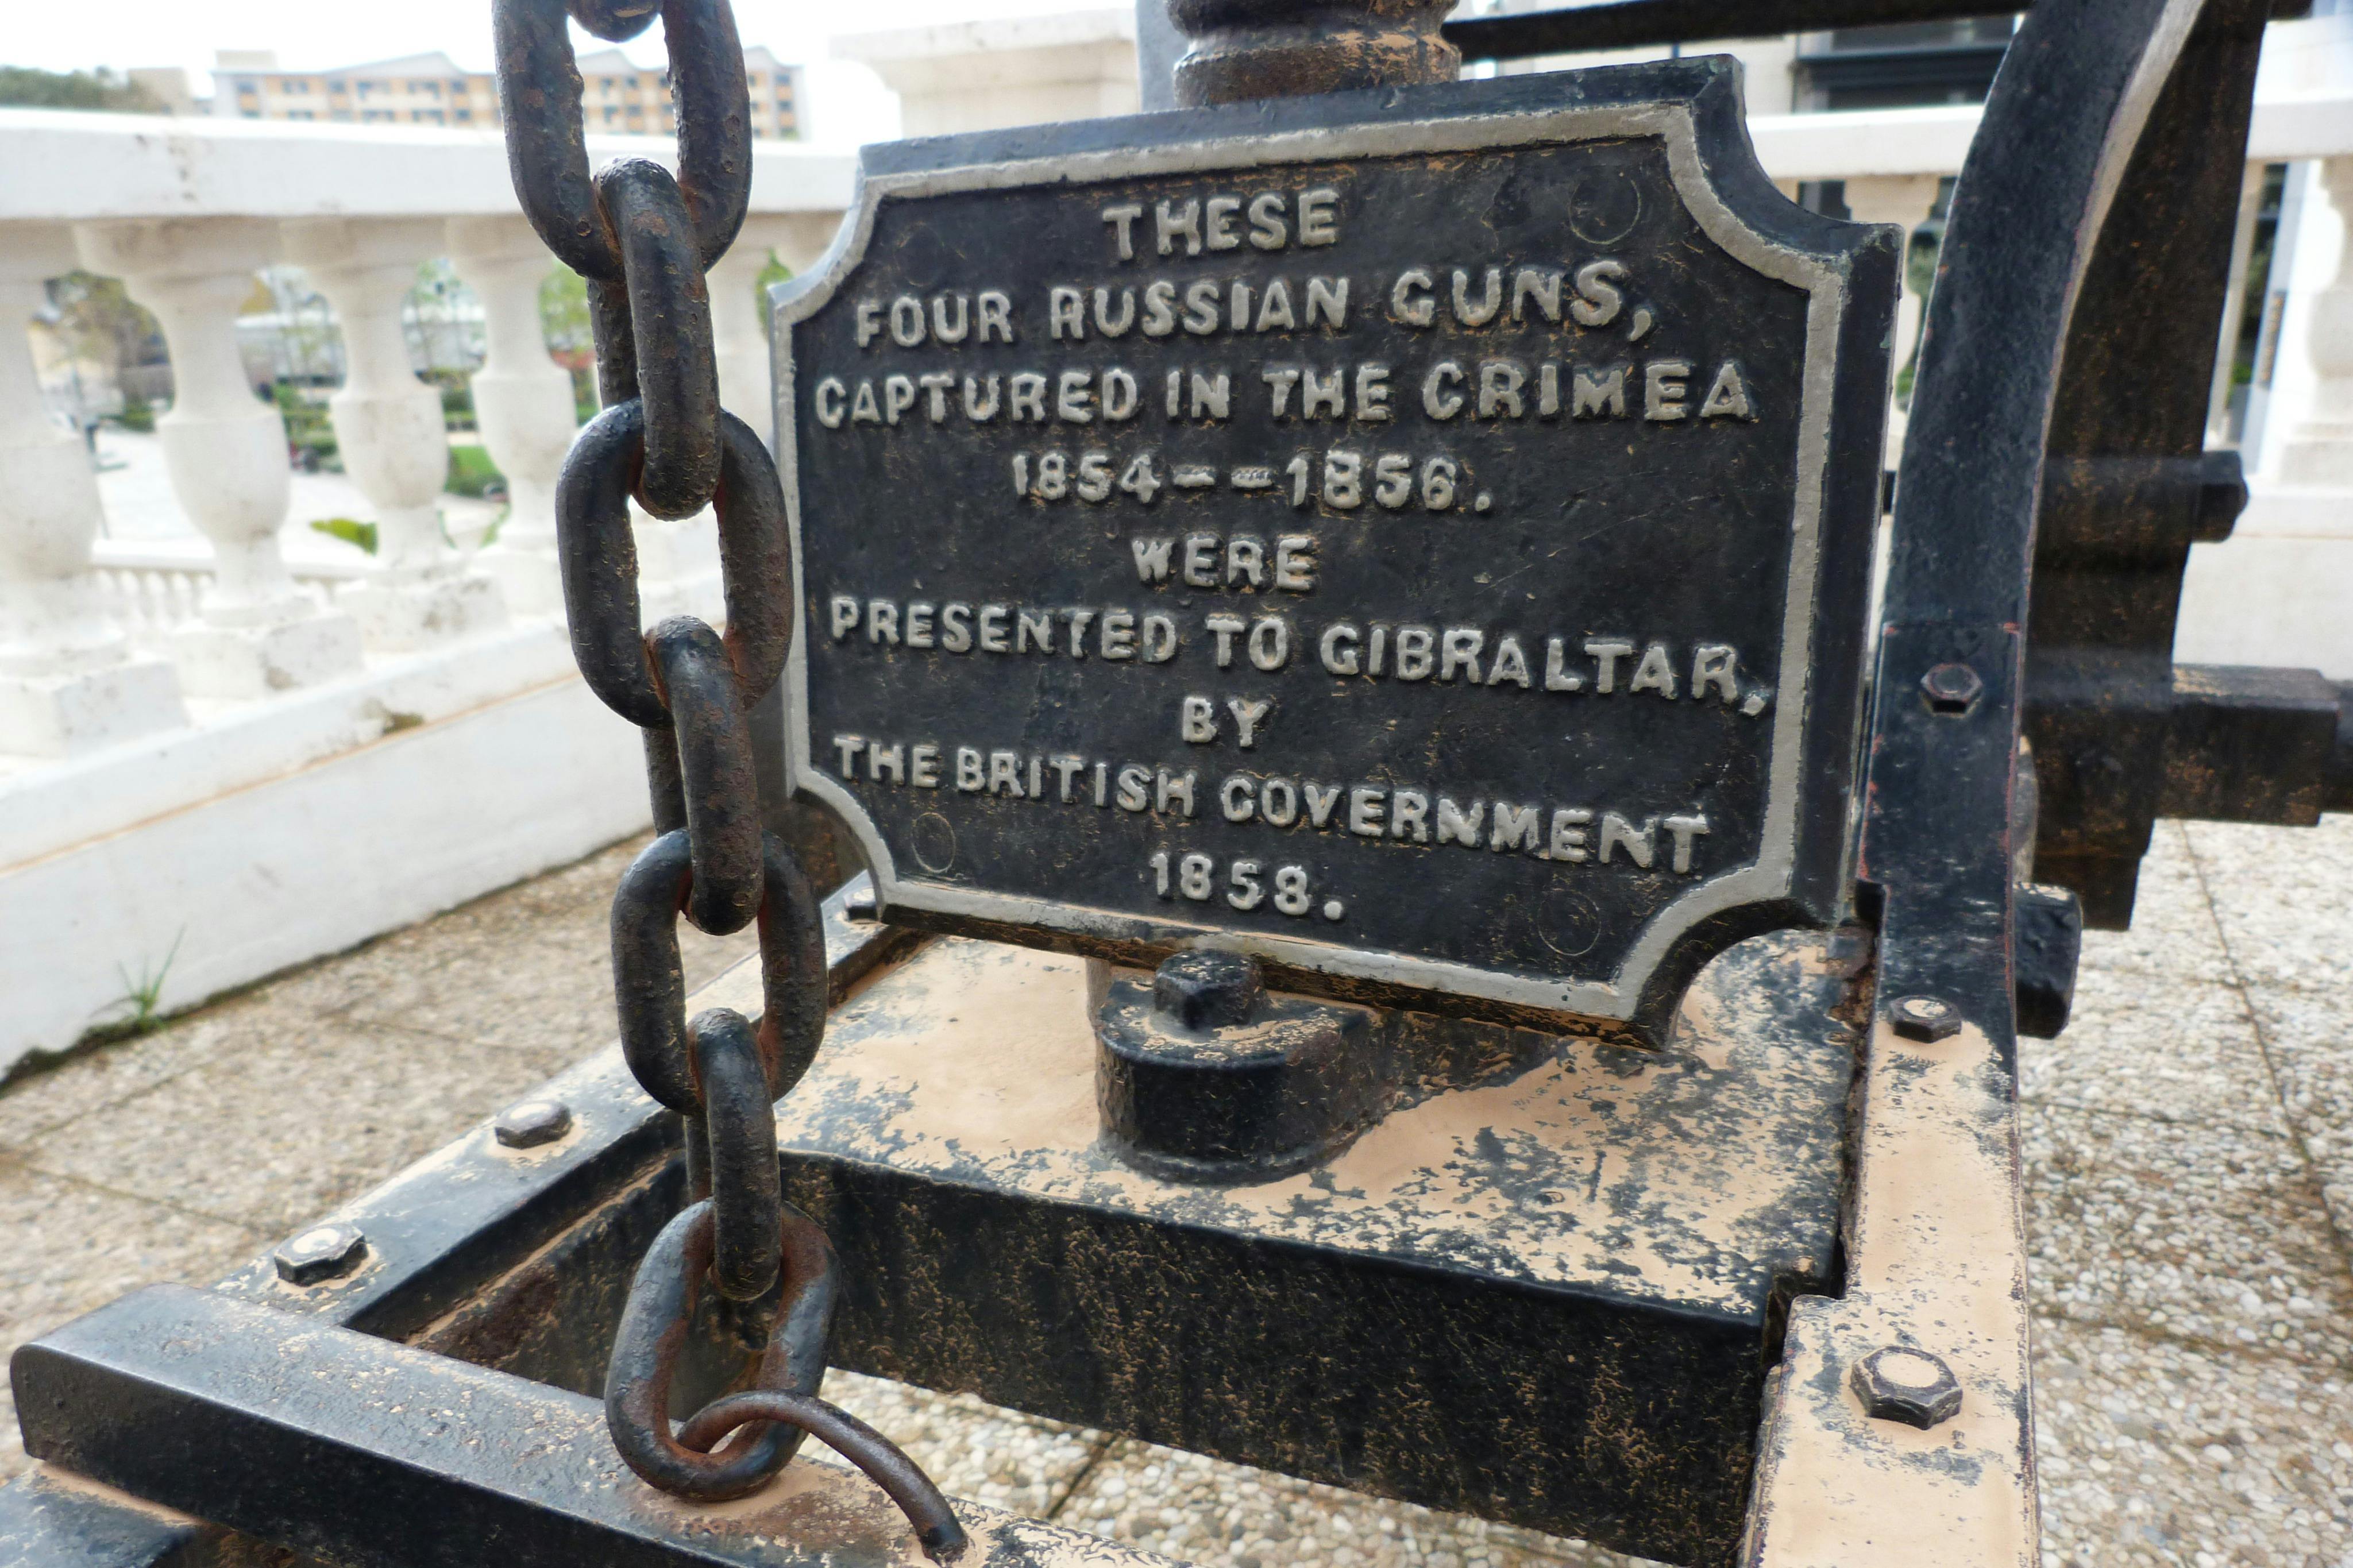 THESE
FOUR RUSSIAN GUNS,
CAPTURED IN THE CRIMEA
1854--1856.
WERE
PRESENTED TO GIBRALTAR,
BY
THE BRITISH GOVERNMENT
1858.